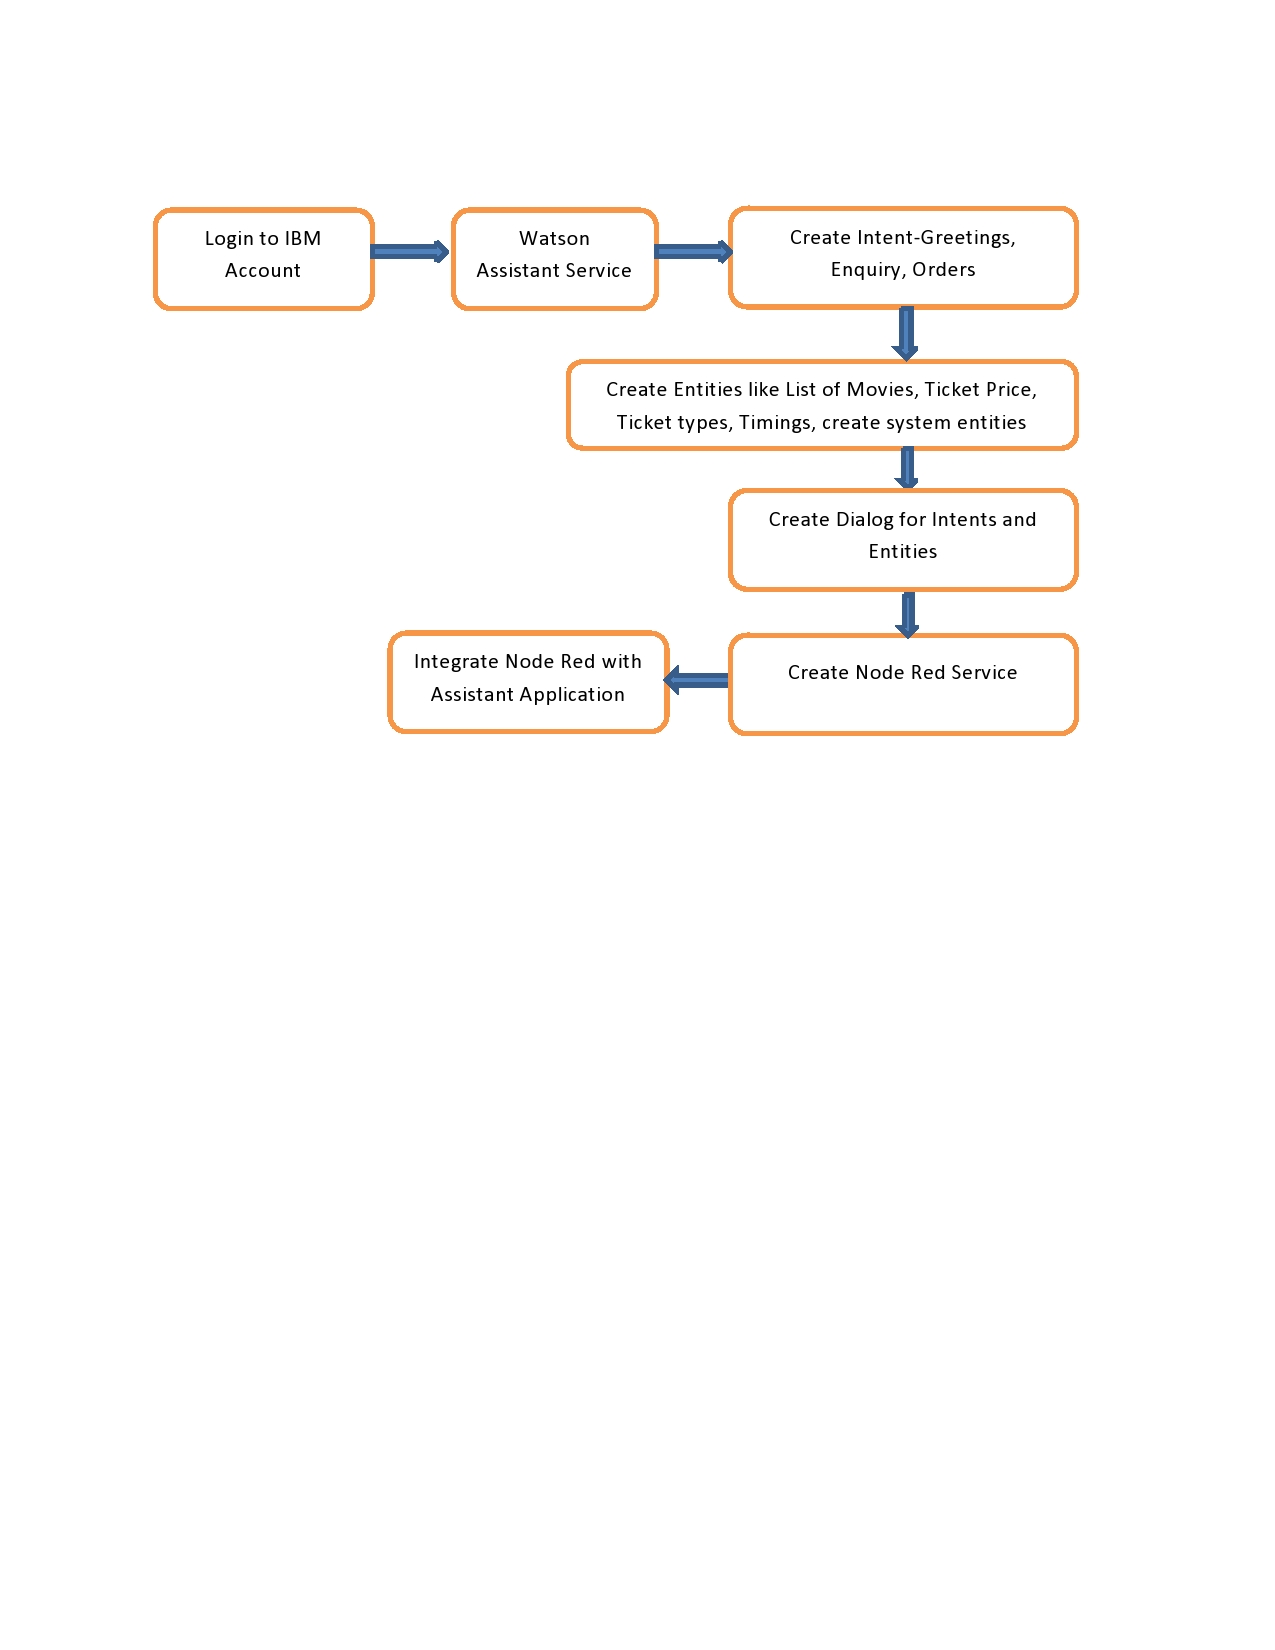 Login to IBM
Account
Watson
Assistant Service
Create Intent-Greetings,
Enquiry, Orders
Create Entities like List of Movies, Ticket Price,
Ticket types, Timings, create system entities
Create Dialog for Intents and
Entities
Create Node Red Service
Integrate Node Red with
Assistant Application